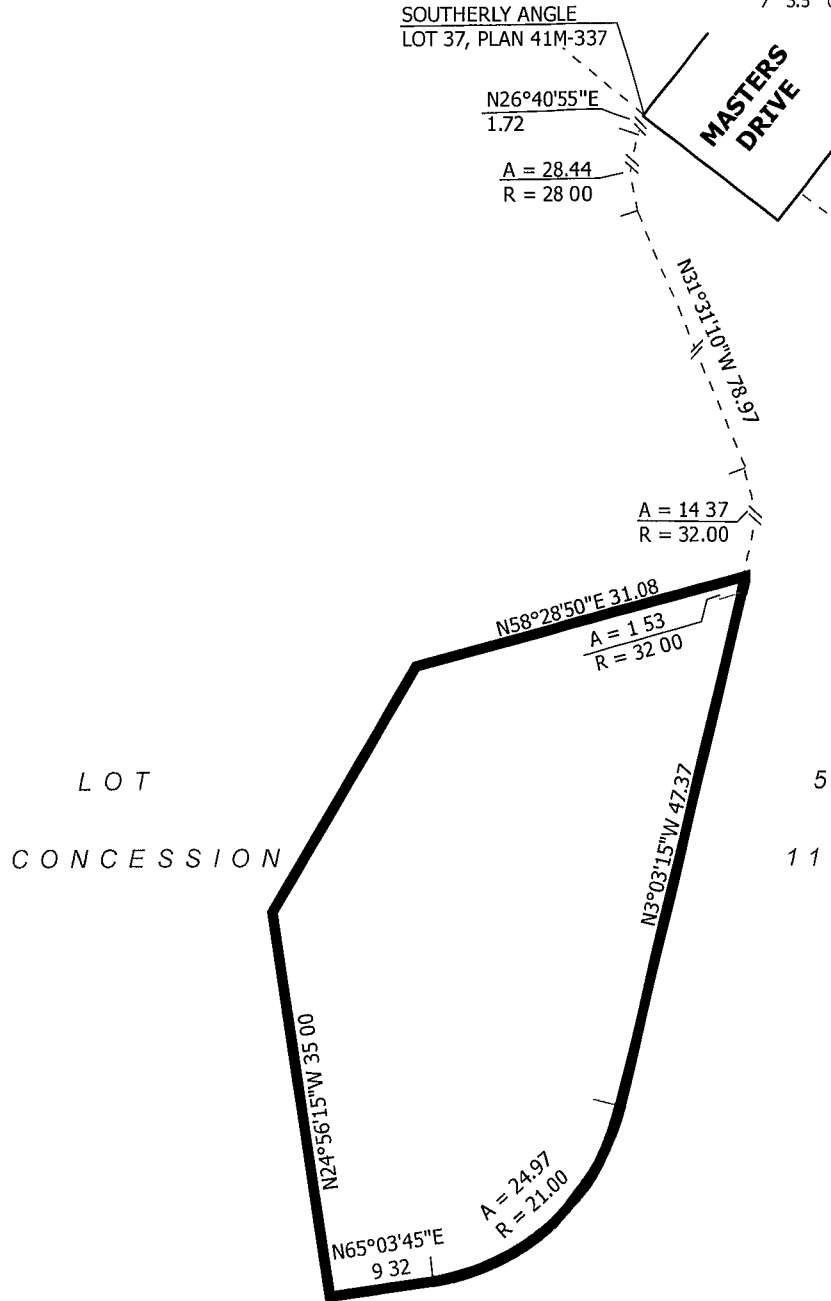 7 3.5
SOUTHERLY ANGLE
LOT 37, PLAN 41M-337
MASTERS
DRIVE
N26°40'55"E
1.72
A = 28.44
R = 28 00
N31°31'10"W 78.97
A = 14 37
R = 32.00
N58°28'50"E 31.08
A = 1 53
R = 32 00
LOT 5
CONCESSION 11
N3°03'15"W 47.37
N24°56'15"W 35 00
A = 24.97
R = 21.00
N65°03'45"E
9 32